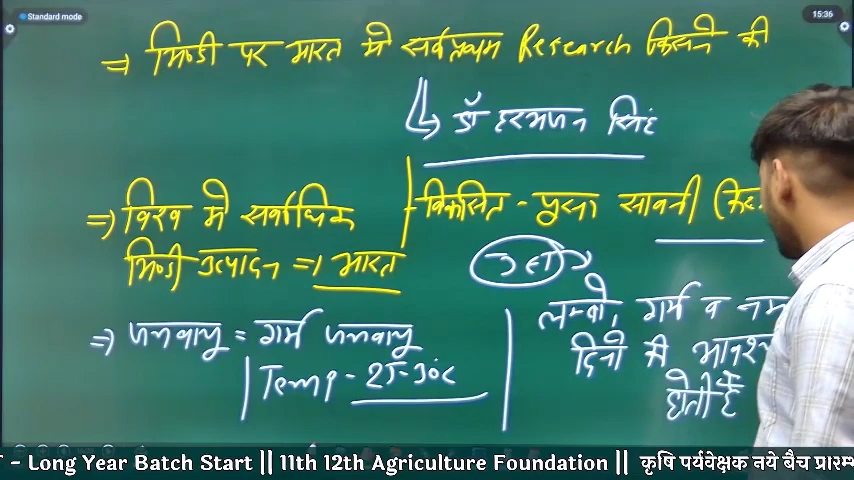 Standard mode
15:36
⇒ भिण्डी पर भारत में सर्वप्रथम Research किसने की
डॉ हरभजन सिंह
⇒ विश्व में सर्वाधिक
भिण्डी उत्पादन ⇒ भारत
विकसित - पूसा सावनी
⇒ जलवायु = गर्म जलवायु
Temp - 25-30°C
लम्बे, गर्म व नम
दिनों में
होती है
- Long Year Batch Start || 11th 12th Agriculture Foundation || कृषि पर्यवेक्षक नये बैच प्रारम्भ